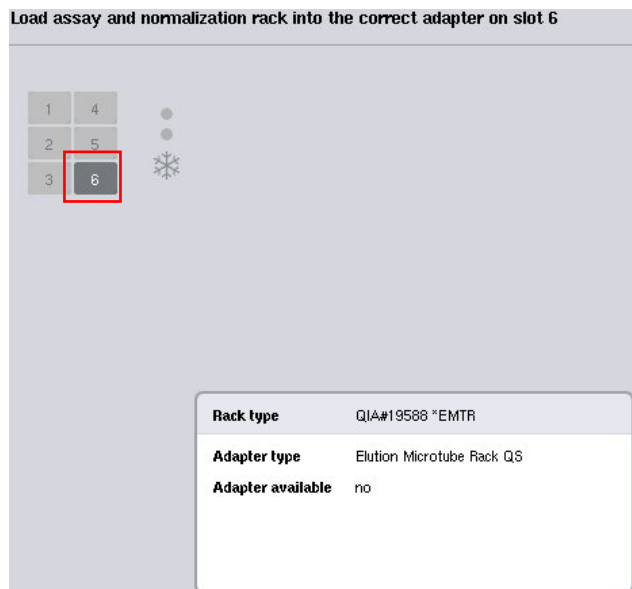 Load assay and normalization rack into the correct adapter on slot 6
1 4
2 5
3 6
Rack type QIA#19588 *EMTR
Adapter type Elution Microtube Rack QS
Adapter available no